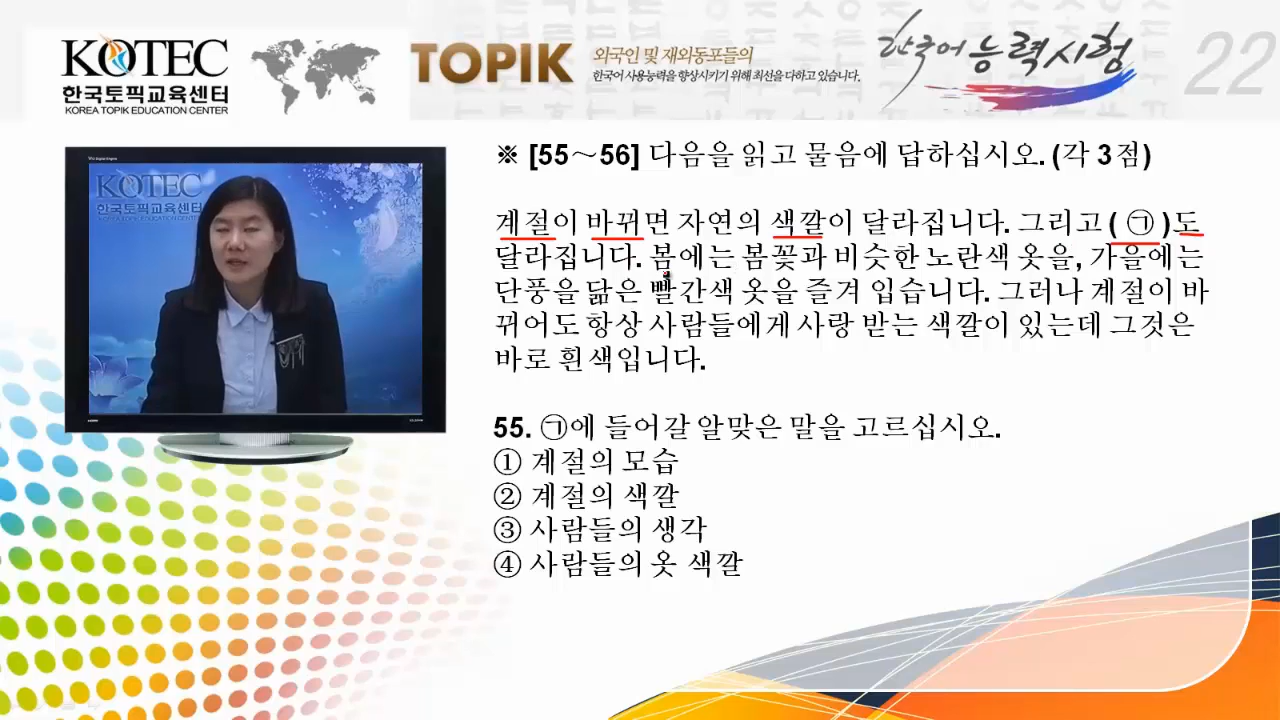 KOTEC
한국토픽교육센터
KOREA TOPIK EDUCATION CENTER
TOPIK
외국인 및 재외동포들의
한국어 사용능력을 향상시키기 위해 최선을 다하고 있습니다.
한국어능력시험
22
KOTEC
한국토픽교육센터
※ [55～56] 다음을 읽고 물음에 답하십시오. (각 3점)
계절이 바뀌면 자연의 색깔이 달라집니다. 그리고 ( ㉠ )도
달라집니다. 봄에는 봄꽃과 비슷한 노란색 옷을, 가을에는
단풍을 닮은 빨간색 옷을 즐겨 입습니다. 그러나 계절이 바
뀌어도 항상 사람들에게 사랑 받는 색깔이 있는데 그것은
바로 흰색입니다.
55. ㉠에 들어갈 알맞은 말을 고르십시오.
① 계절의 모습
② 계절의 색깔
③ 사람들의 생각
④ 사람들의 옷 색깔